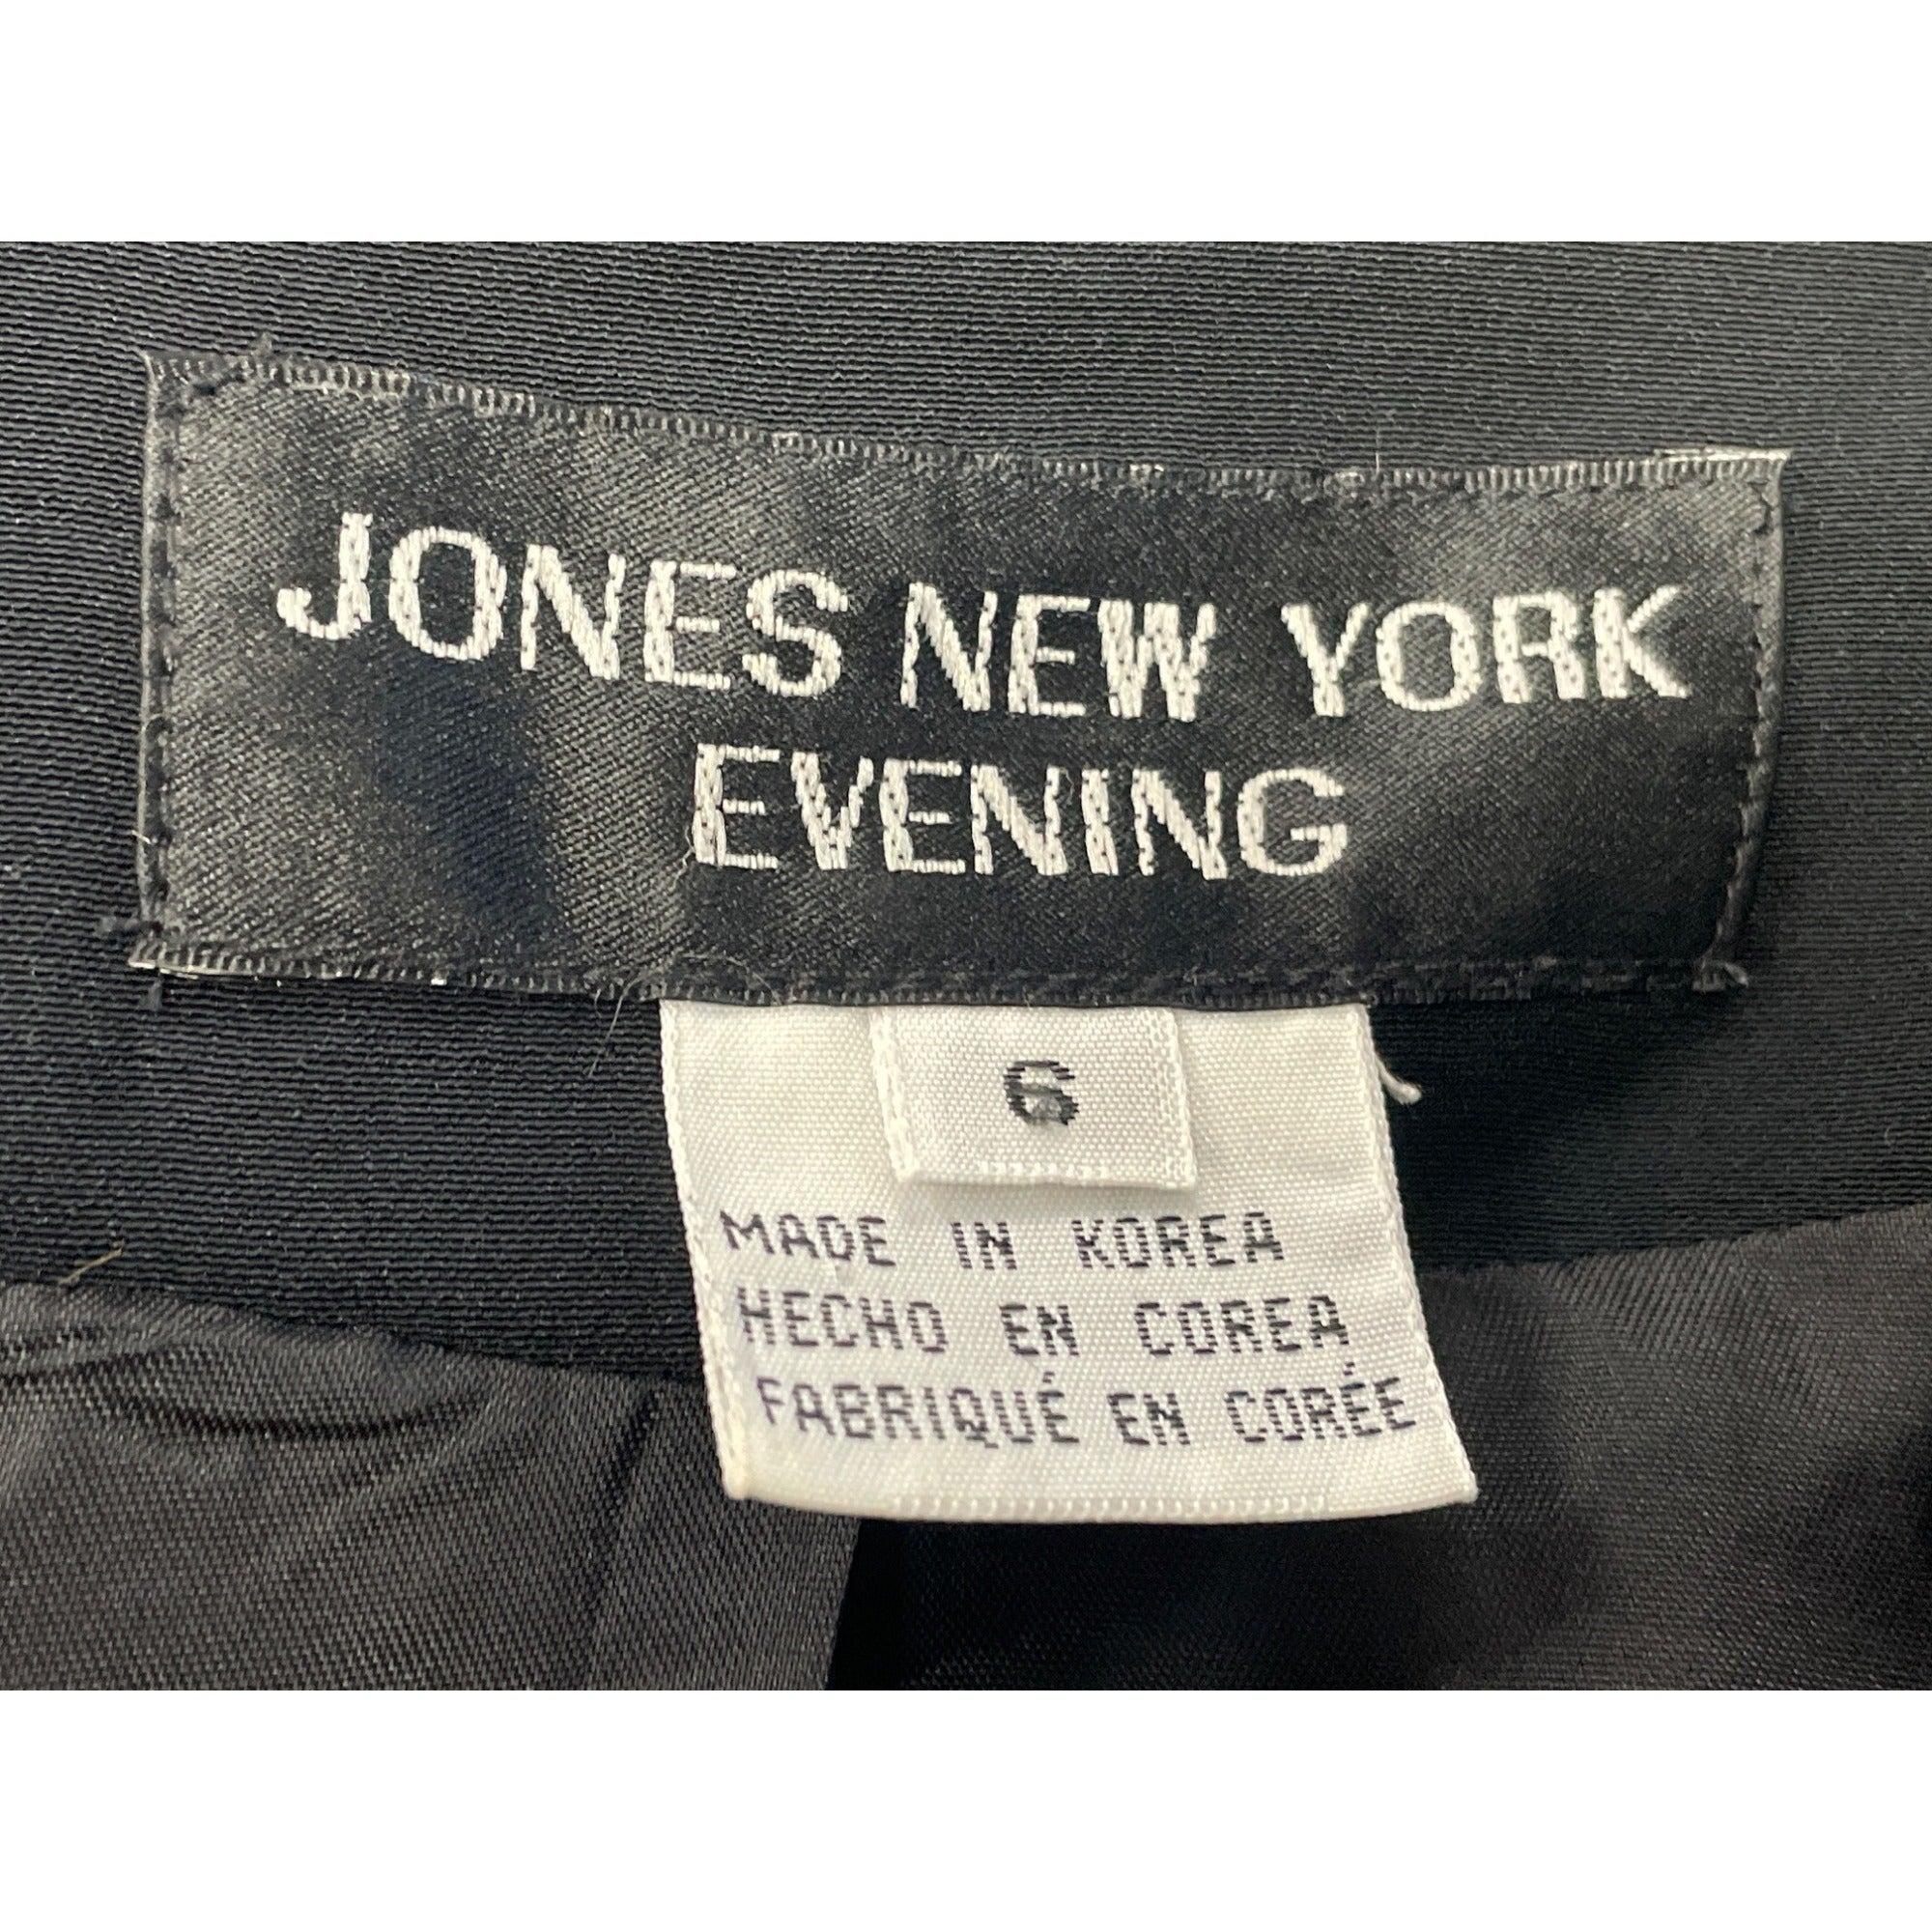 JONES NEW YORK
EVENING
6
MADE IN KOREA
HECHO EN COREA
FABRIQUÉ EN CORÉE